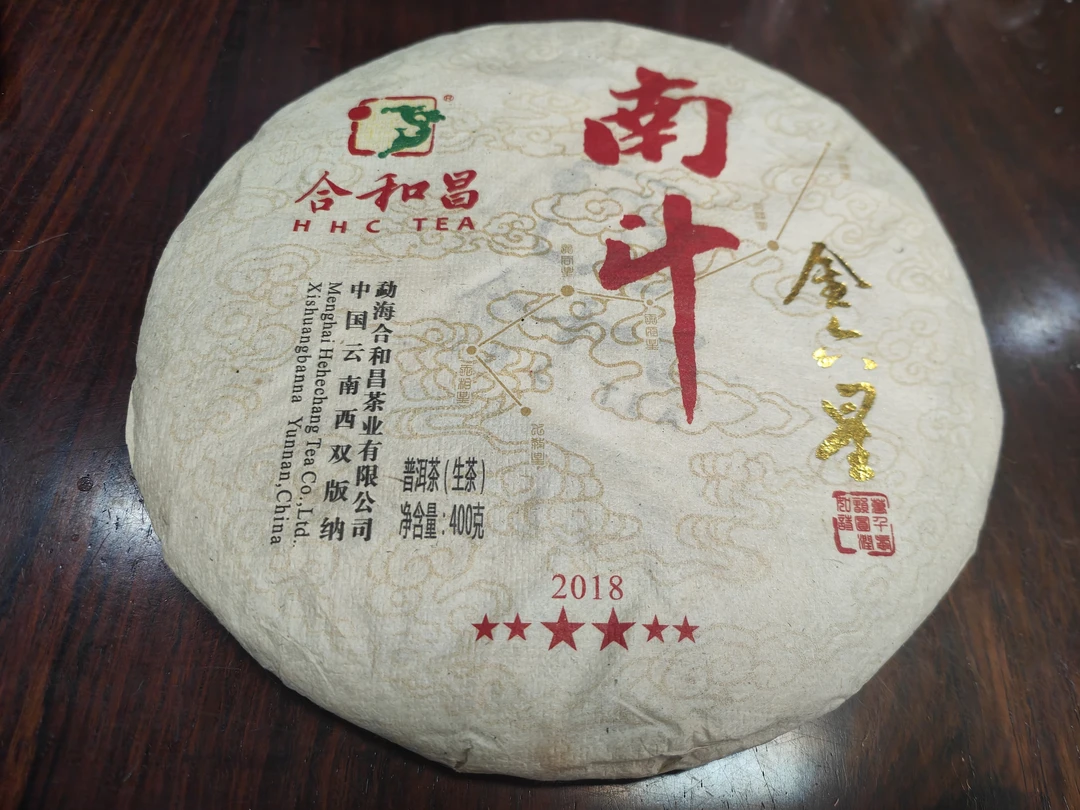 南斗
金六星
®
合和昌
HHC TEA
勐海合和昌茶业有限公司
中国云南西双版纳
Menghai Hehechang Tea Co.,Ltd.
Xishuangbanna Yunnan,China
普洱茶（生茶）
净含量：400克
2018